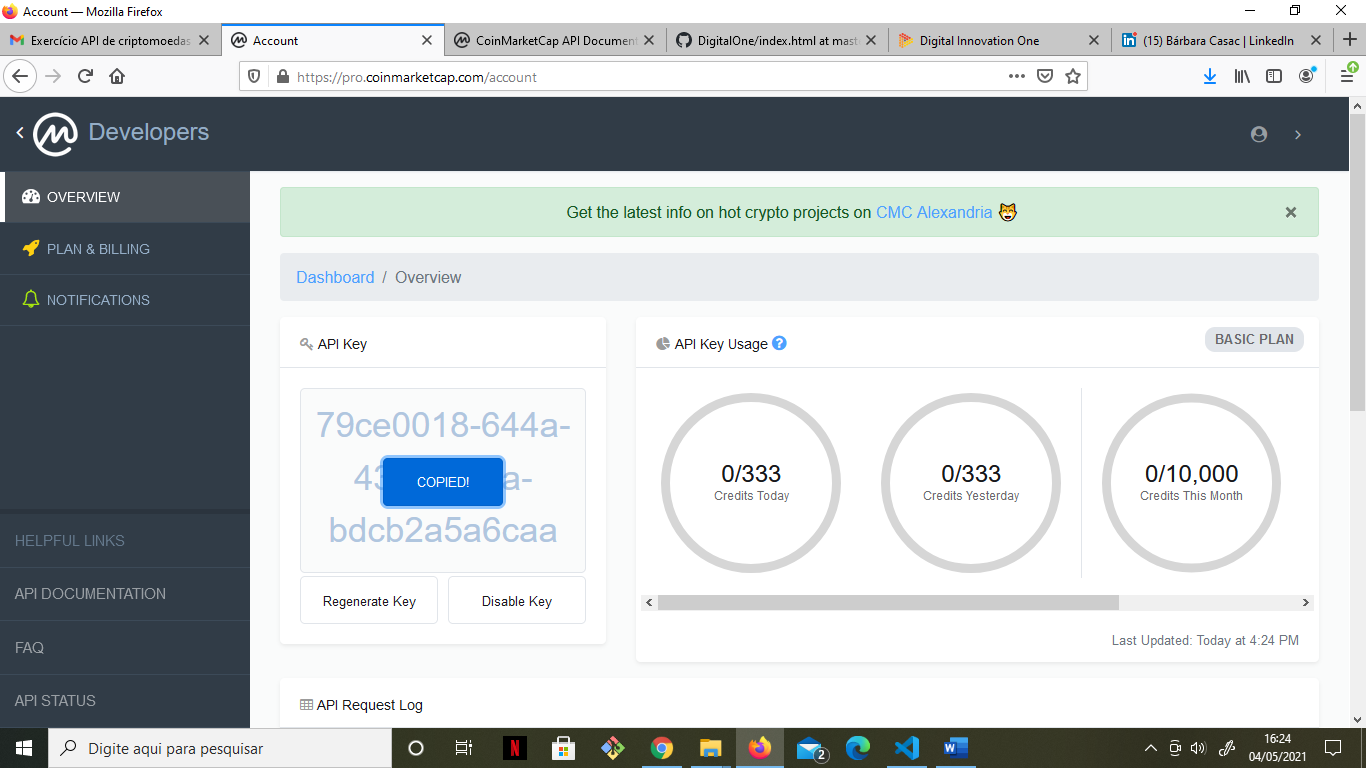 Account — Mozilla Firefox
Exercício API de criptomoedas
Account
CoinMarketCap API Document
DigitalOne/index.html at mast
Digital Innovation One
(15) Bárbara Casac | LinkedIn
https://pro.coinmarketcap.com/account
Developers
OVERVIEW
PLAN & BILLING
NOTIFICATIONS
HELPFUL LINKS
API DOCUMENTATION
FAQ
API STATUS
Get the latest info on hot crypto projects on CMC Alexandria
Dashboard / Overview
API Key
79ce0018-644a-
COPIED!
bdcb2a5a6caa
Regenerate Key
Disable Key
API Key Usage
BASIC PLAN
0/333
Credits Today
0/333
Credits Yesterday
0/10,000
Credits This Month
Last Updated: Today at 4:24 PM
API Request Log
Digite aqui para pesquisar
2
16:24
04/05/2021